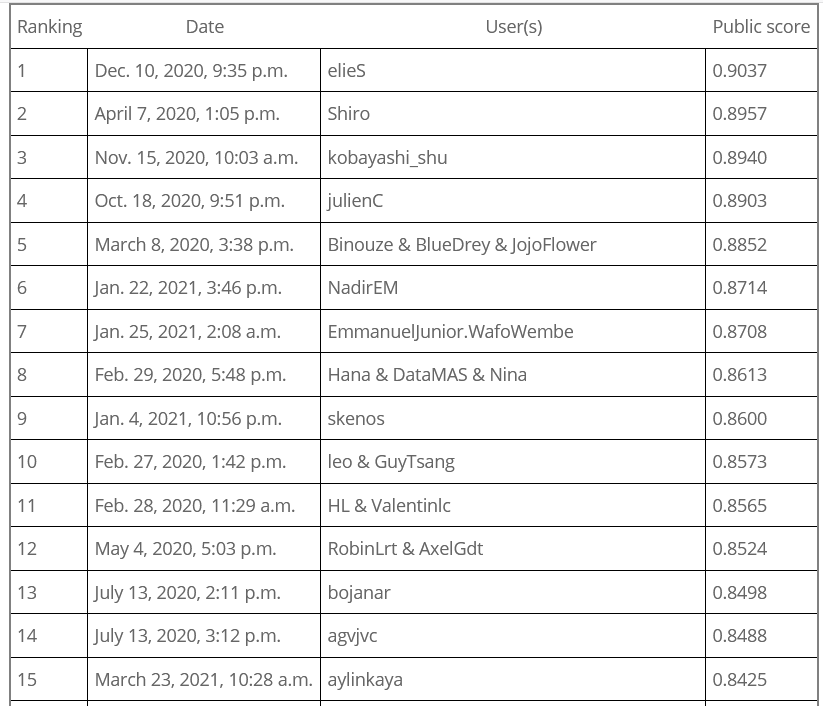 Ranking Date User(s) Public score
1 Dec. 10, 2020, 9:35 p.m. elieS 0.9037
2 April 7, 2020, 1:05 p.m. Shiro 0.8957
3 Nov. 15, 2020, 10:03 a.m. kobayashi_shu 0.8940
4 Oct. 18, 2020, 9:51 p.m. julienC 0.8903
5 March 8, 2020, 3:38 p.m. Binouze & BlueDrey & JojoFlower 0.8852
6 Jan. 22, 2021, 3:46 p.m. NadirEM 0.8714
7 Jan. 25, 2021, 2:08 a.m. EmmanuelJunior.WafoWembe 0.8708
8 Feb. 29, 2020, 5:48 p.m. Hana & DataMAS & Nina 0.8613
9 Jan. 4, 2021, 10:56 p.m. skenos 0.8600
10 Feb. 27, 2020, 1:42 p.m. leo & GuyTsang 0.8573
11 Feb. 28, 2020, 11:29 a.m. HL & Valentinlc 0.8565
12 May 4, 2020, 5:03 p.m. RobinLrt & AxelGdt 0.8524
13 July 13, 2020, 2:11 p.m. bojanar 0.8498
14 July 13, 2020, 3:12 p.m. agvjvc 0.8488
15 March 23, 2021, 10:28 a.m. aylinkaya 0.8425